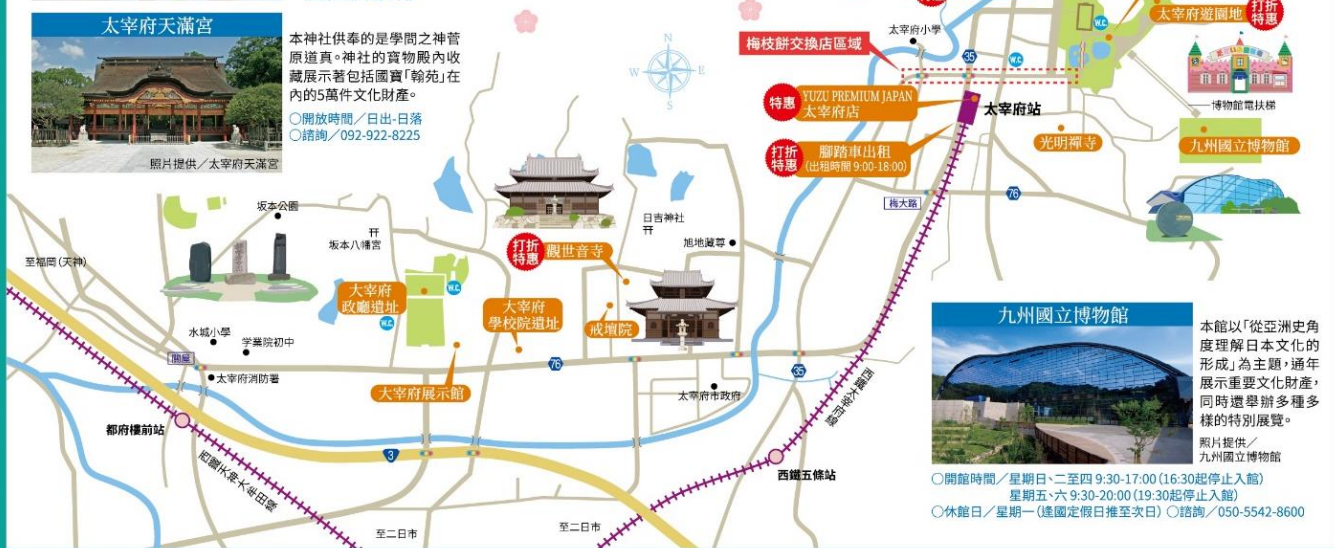 太宰府天滿宮
本神社供奉的是學問之神菅
原道真。神社的寶物殿內收
藏展示著包括國寶「翰苑」在
內的5萬件文化財產。
○開放時間／日出-日落
○諮詢／092-922-8225
照片提供／太宰府天滿宮
N
W
E
S
太宰府小學
梅枝餅交換店區域
35
W.C.
W.C.
太宰府遊園地
打折
特惠
博物館電扶梯
特惠
YUZU PREMIUM JAPAN
太宰府店
太宰府站
打折
特惠
腳踏車出租
(出租時間 9:00-18:00)
光明禪寺
九州國立博物館
76
梅大路
坂本公園
坂本八幡宮
日吉神社
旭地藏尊
至福岡(天神)
打折
特惠
觀世音寺
大宰府
政廳遺址
W.C.
W.C.
大宰府
學校院遺址
戒壇院
水城小學
学業院初中
關屋
太宰府消防署
大宰府展示館
76
太宰府市政府
35
西鐵太宰府線
都府樓前站
西鐵天神大牟田線
3
西鐵五條站
至二日市
至二日市
九州國立博物館
本館以「從亞洲史角
度理解日本文化的
形成」為主題，通年
展示重要文化財產，
同時還舉辦多種多
樣的特別展覽。
照片提供／
九州國立博物館
○開館時間／星期日、二至四 9:30-17:00 (16:30起停止入館)
星期五、六 9:30-20:00 (19:30起停止入館)
○休館日／星期一 (逢國定假日推至次日) ○諮詢／050-5542-8600